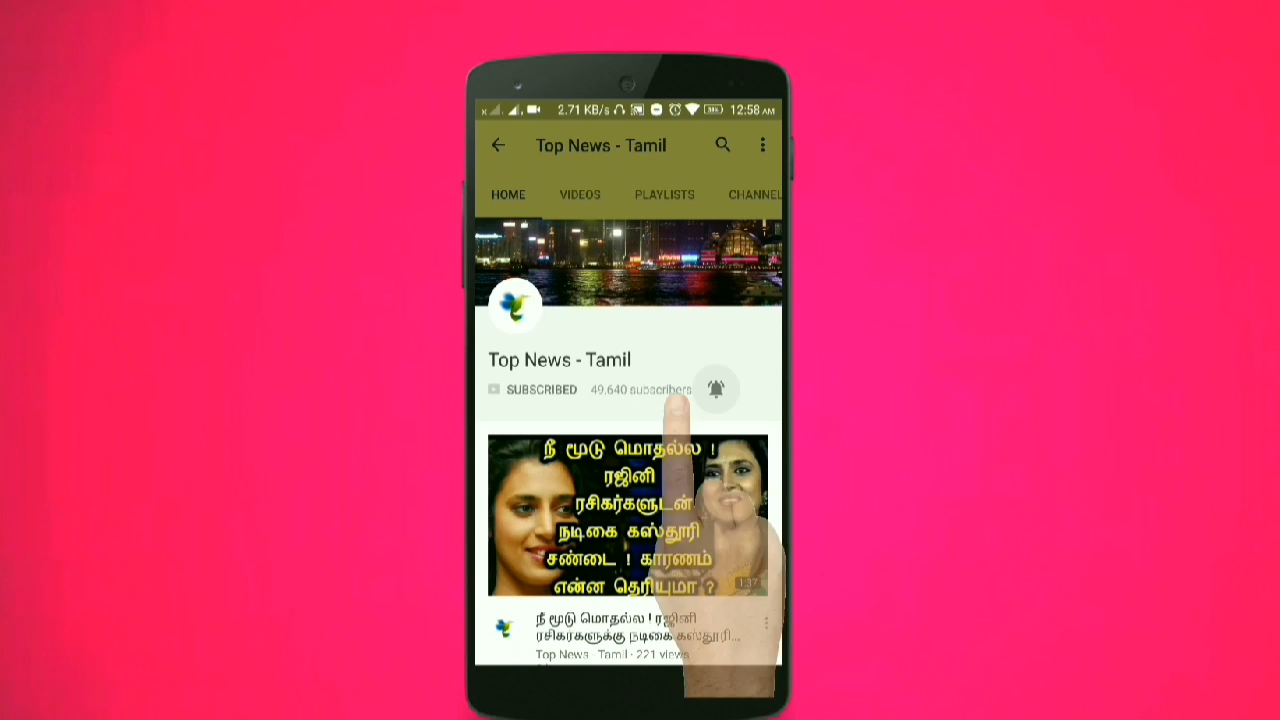 2.71 KB/s 12:58 AM
Top News - Tamil
HOME VIDEOS PLAYLISTS CHANNEL
Top News - Tamil
SUBSCRIBED 49,640 subscribers
நீ மூடு மொதல்ல !
ரஜினி
ரசிகர்களுடன்
நடிகை கஸ்தூரி
சண்டை ! காரணம்
என்ன தெரியுமா ?
1:37
நீ மூடு மொதல்ல ! ரஜினி
ரசிகர்களுக்கு நடிகை கஸ்தூரி...
Top News - Tamil · 221 views